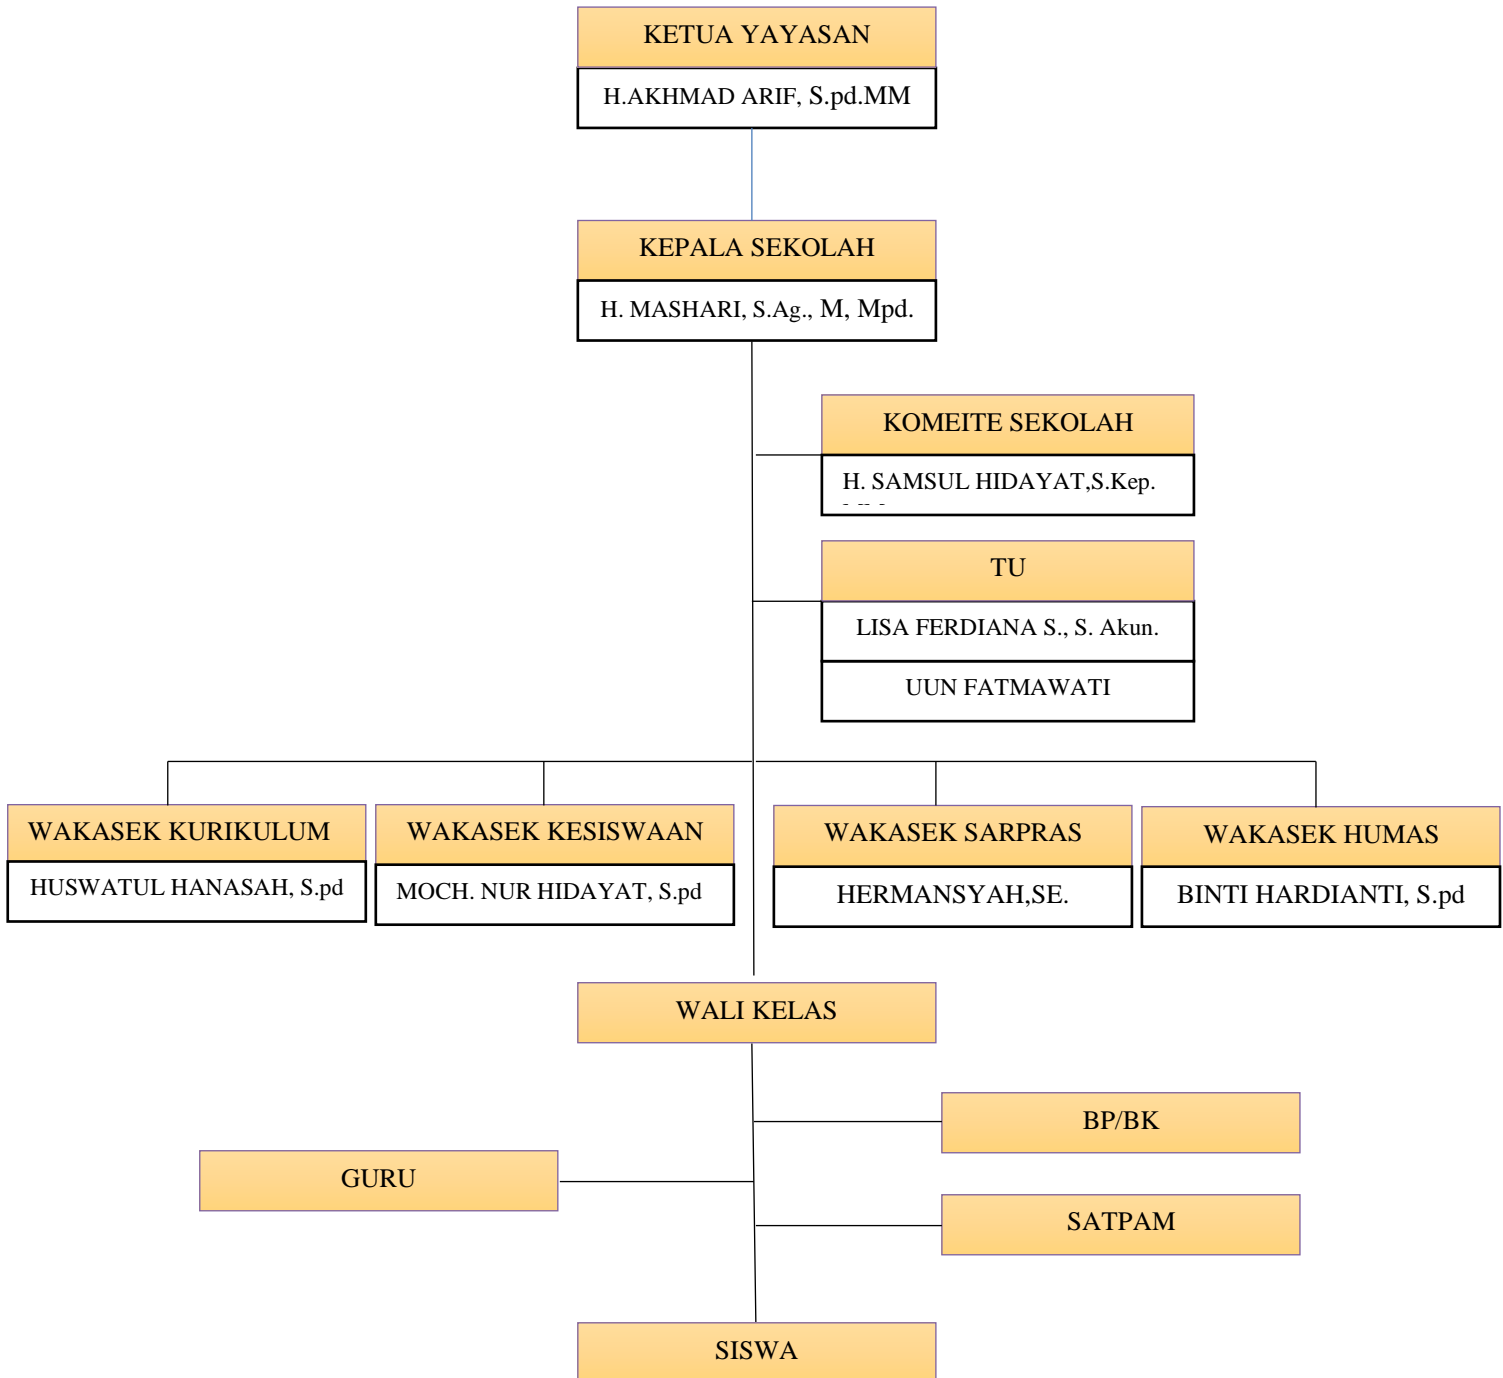 KETUA YAYASAN
H.AKHMAD ARIF, S.pd.MM
KEPALA SEKOLAH
H. MASHARI, S.Ag., M, Mpd.
KOMEITE SEKOLAH
H. SAMSUL HIDAYAT,S.Kep.
TU
LISA FERDIANA S., S. Akun.
UUN FATMAWATI
WAKASEK KURIKULUM
HUSWATUL HANASAH, S.pd
WAKASEK KESISWAAN
MOCH. NUR HIDAYAT, S.pd
WAKASEK SARPRAS
HERMANSYAH,SE.
WAKASEK HUMAS
BINTI HARDIANTI, S.pd
WALI KELAS
BP/BK
GURU
SATPAM
SISWA